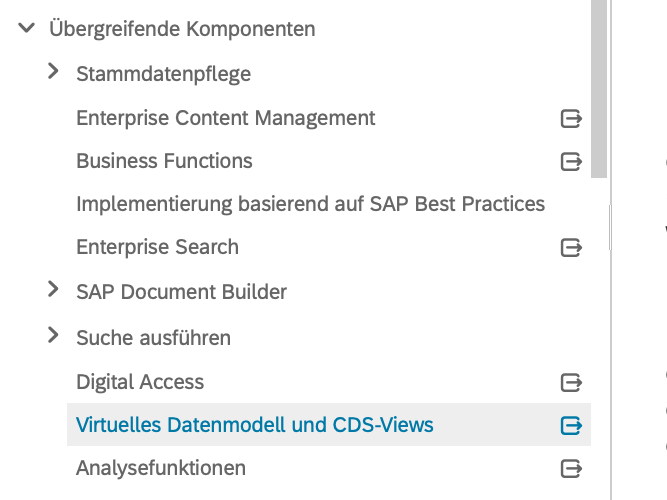 Übergreifende Komponenten
Stammdatenpflege
Enterprise Content Management
Business Functions
Implementierung basierend auf SAP Best Practices
Enterprise Search
SAP Document Builder
Suche ausführen
Digital Access
Virtuelles Datenmodell und CDS-Views
Analysefunktionen